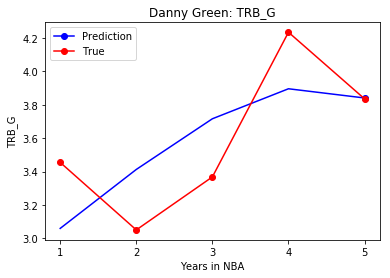 Danny Green: TRB_G
Prediction
True
TRB_G
4.2
4.0
3.8
3.6
3.4
3.2
3.0
1
2
3
4
5
Years in NBA